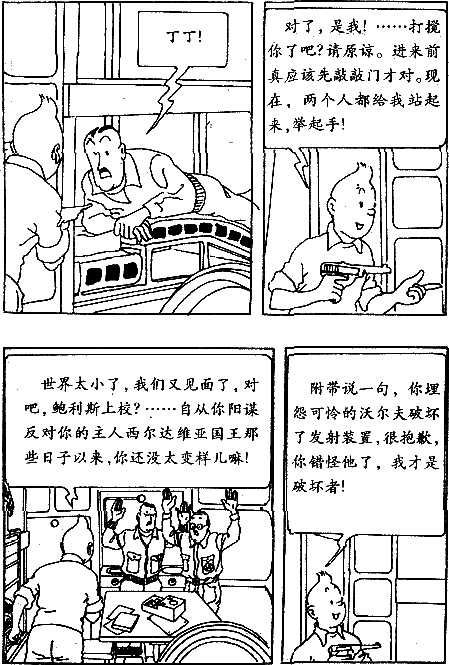 丁丁!
对了，是我!……打搅
你了吧?请原谅。进来前
真应该先敲敲门才对。现
在，两个人都给我站起
来，举起手!
世界太小了，我们又见面了，对
吧，鲍利斯上校?……自从你阳谋
反对你的主人西尔达维亚国王那
些日子以来，你还没太变样儿嘛!
附带说一句，你埋
怨可怜的沃尔夫破坏
了发射装置，很抱歉，
你错怪他了，我才是
破坏者!